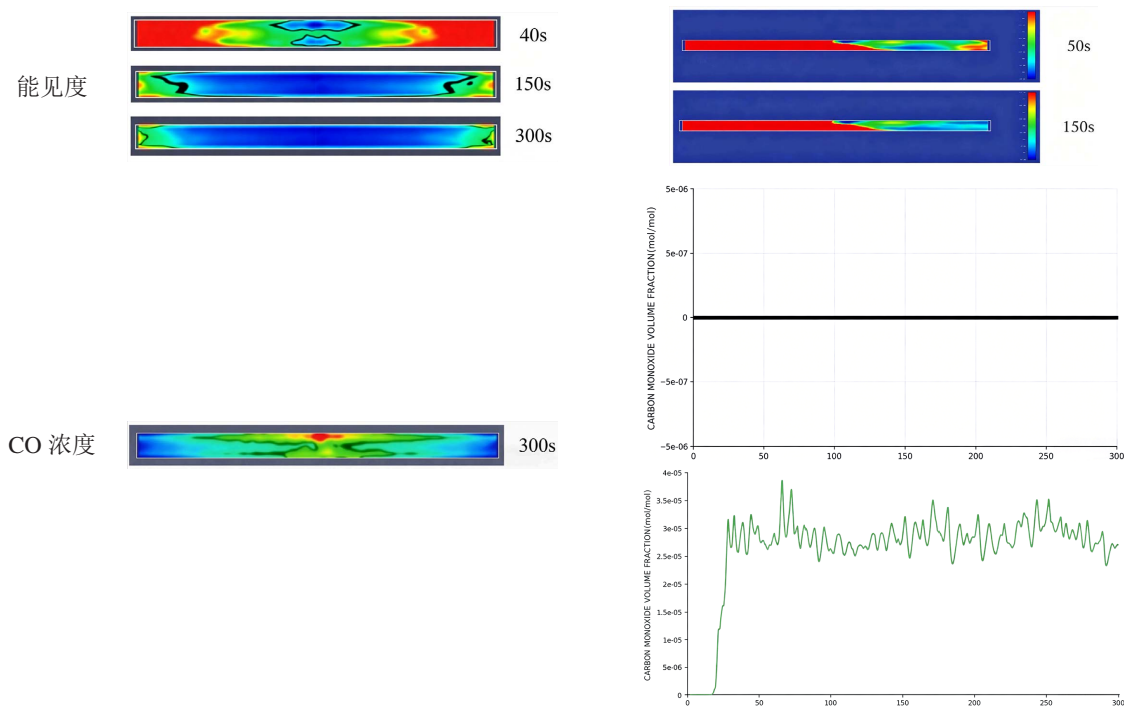 40s
能见度
150s
300s
50s
150s
CARBON MONOXIDE VOLUME FRACTION(mol/mol)
5e-06
5e-07
0
−5e-07
−5e-06
0 50 100 150 200 250 300
CO 浓度
300s
CARBON MONOXIDE VOLUME FRACTION(mol/mol)
4e-05
3.5e-05
3e-05
2.5e-05
2e-05
1.5e-05
1e-05
5e-06
0
0 50 100 150 200 250 300